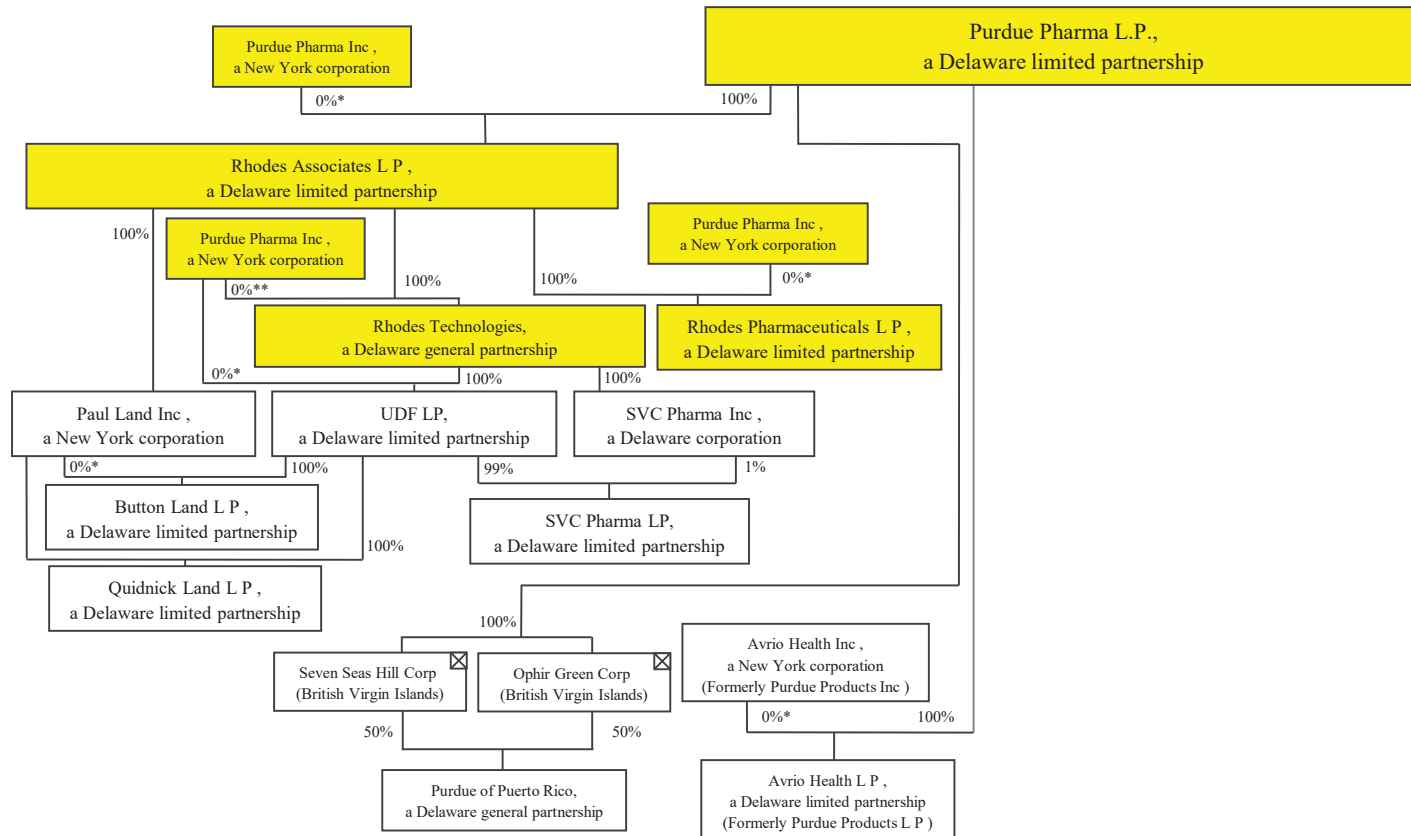 Purdue Pharma Inc ,
a New York corporation
Purdue Pharma L.P.,
a Delaware limited partnership
0%*
100%
Rhodes Associates L P ,
a Delaware limited partnership
100%
Purdue Pharma Inc ,
a New York corporation
Purdue Pharma Inc ,
a New York corporation
0%**
100%
100%
0%*
Rhodes Technologies,
a Delaware general partnership
Rhodes Pharmaceuticals L P ,
a Delaware limited partnership
0%*
100%
100%
Paul Land Inc ,
a New York corporation
UDF LP,
a Delaware limited partnership
SVC Pharma Inc ,
a Delaware corporation
0%*
100%
99%
1%
Button Land L P ,
a Delaware limited partnership
SVC Pharma LP,
a Delaware limited partnership
100%
Quidnick Land L P ,
a Delaware limited partnership
100%
Seven Seas Hill Corp
(British Virgin Islands)
Ophir Green Corp
(British Virgin Islands)
Avrio Health Inc ,
a New York corporation
(Formerly Purdue Products Inc )
50%
50%
0%*
100%
Purdue of Puerto Rico,
a Delaware general partnership
Avrio Health L P ,
a Delaware limited partnership
(Formerly Purdue Products L P )